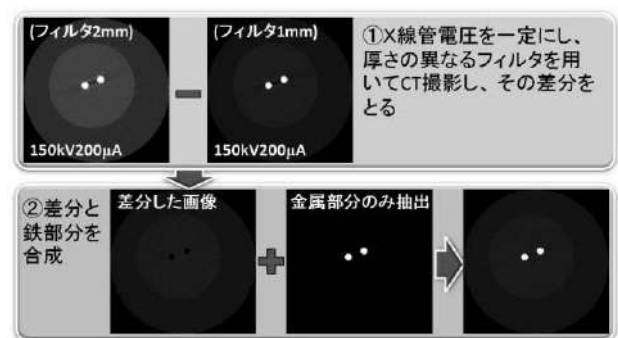 (フィルタ2mm)
(フィルタ1mm)
150kV200μA
150kV200μA
①X線管電圧を一定にし、
厚さの異なるフィルタを用
いてCT撮影し、その差分を
とる
②差分と
鉄部分を
合成
差分した画像
金属部分のみ抽出